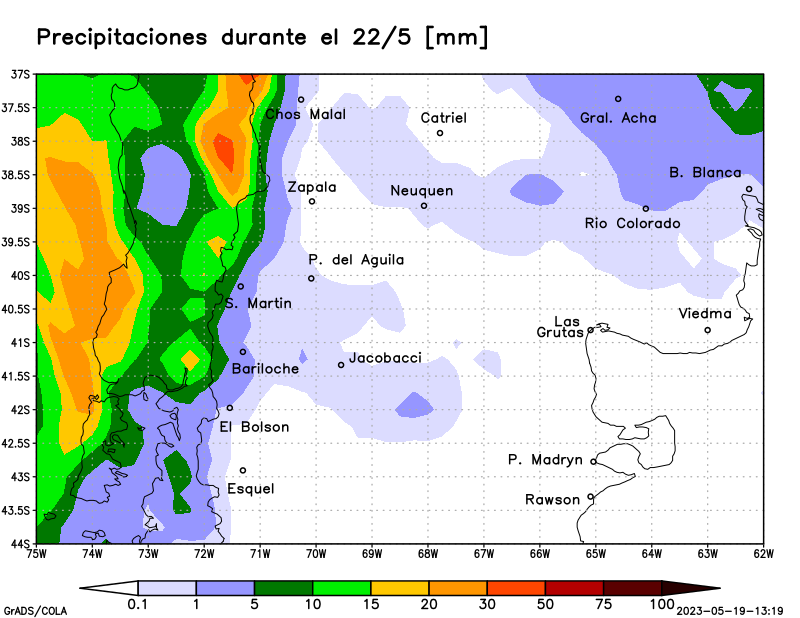 Precipitaciones durante el 22/5 [mm]
37S
37.5S
38S
38.5S
39S
39.5S
40S
40.5S
41S
41.5S
42S
42.5S
43S
43.5S
44S
Chos Malal
Catriel
Gral. Acha
B. Blanca
Zapala
Neuquen
Rio Colorado
P. del Aguila
S. Martin
Viedma
Las
Grutas
Jacobacci
Bariloche
El Bolson
P. Madryn
Esquel
Rawson
75W 74W 73W 72W 71W 70W 69W 68W 67W 66W 65W 64W 63W 62W
0.1 1 5 10 15 20 30 50 75 100
GrADS/COLA
2023-05-19-13:19